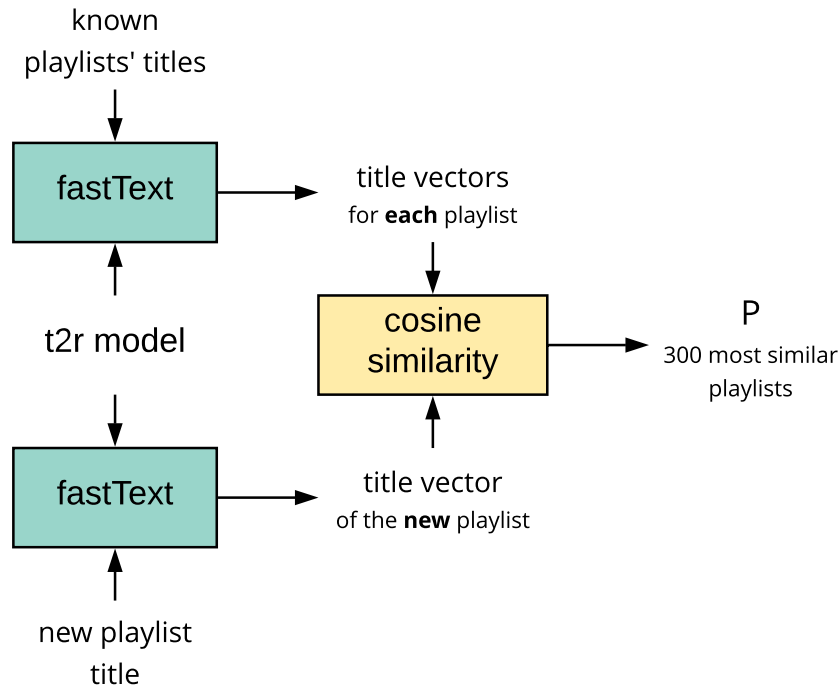 known
playlists' titles
fastText
title vectors
for each playlist
t2r model
cosine
similarity
P
300 most similar
playlists
fastText
title vector
of the new playlist
new playlist
title